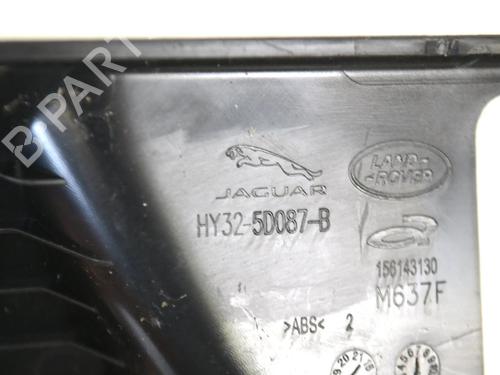 B-PART
JAGUAR
LAND-
ROVER
HY32-5D087-B
156143130
M637F
>ABS< 2